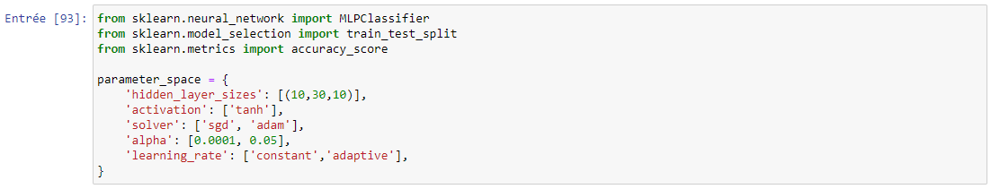 Entrée [93]: from sklearn.neural_network import MLPClassifier
from sklearn.model_selection import train_test_split
from sklearn.metrics import accuracy_score

parameter_space = {
    'hidden_layer_sizes': [(10,30,10)],
    'activation': ['tanh'],
    'solver': ['sgd', 'adam'],
    'alpha': [0.0001, 0.05],
    'learning_rate': ['constant','adaptive'],
}